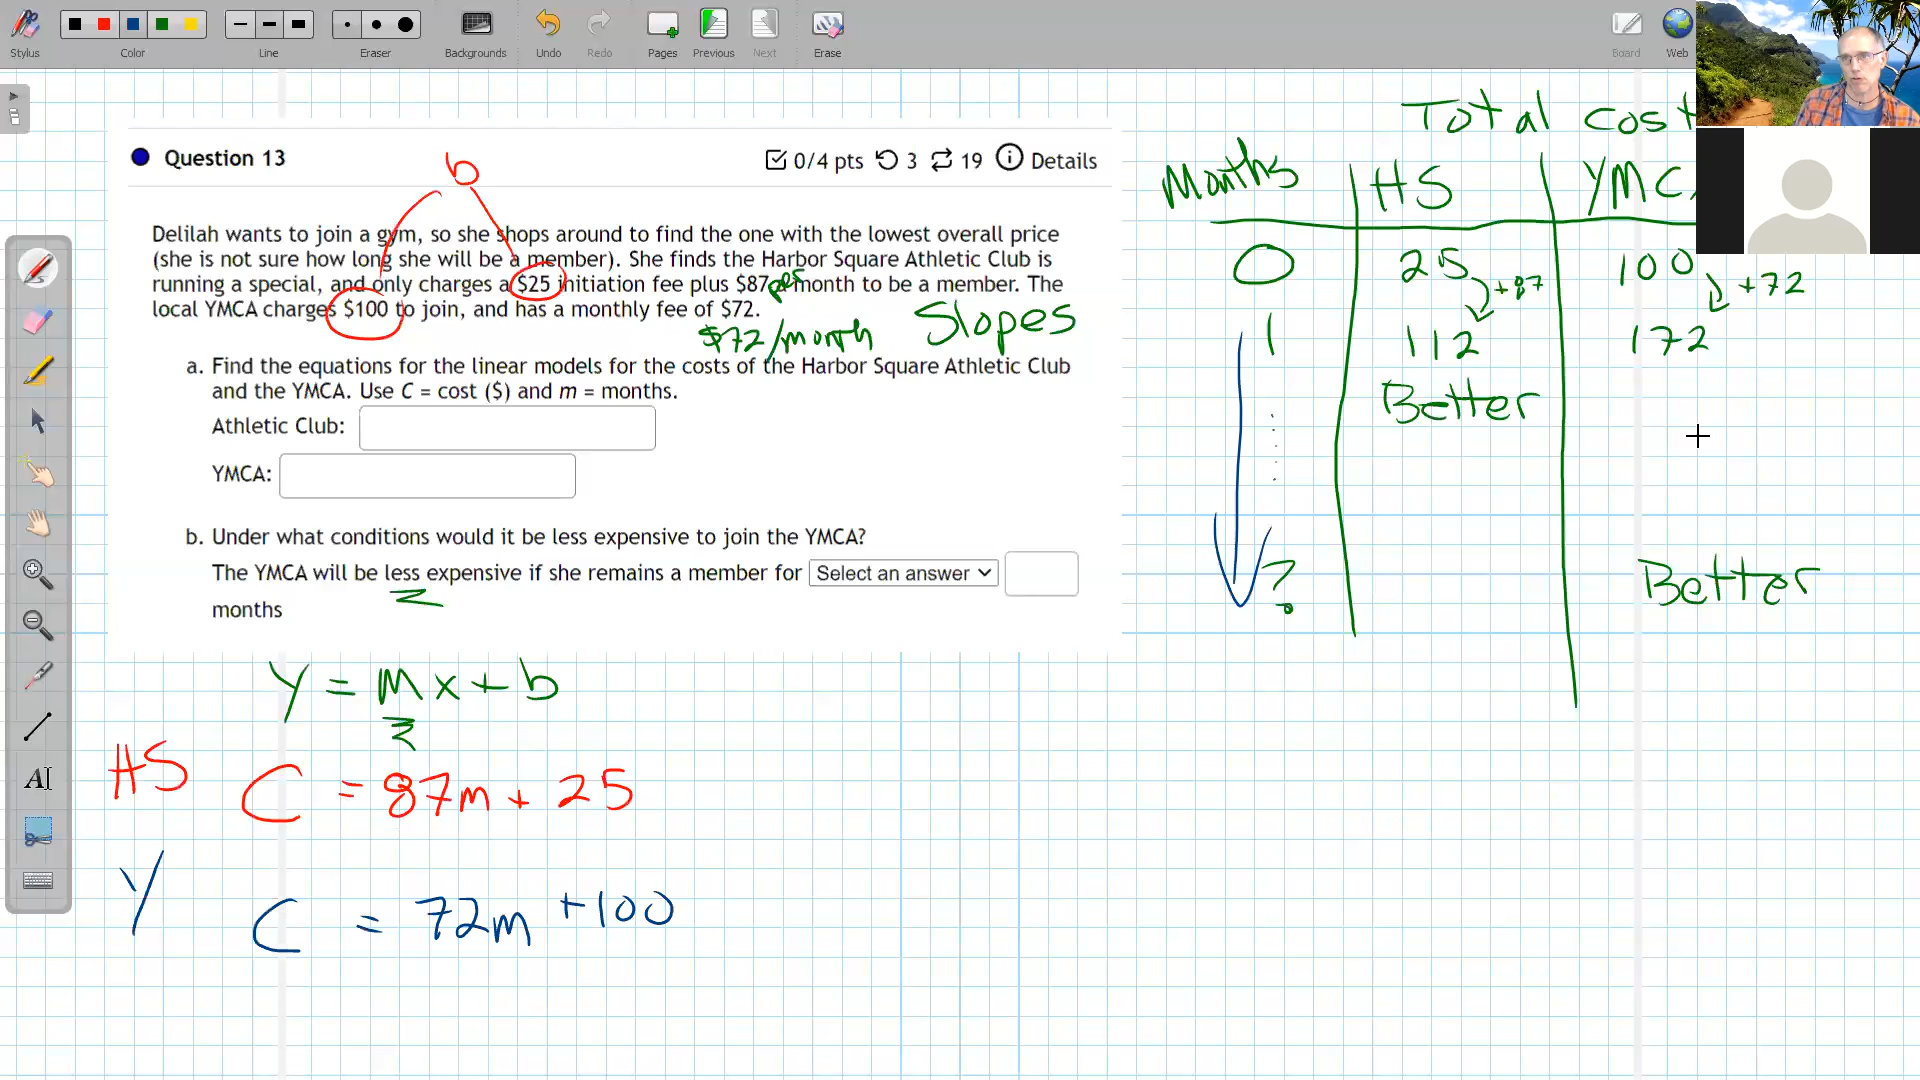 Stylus
Color
Line
Eraser
Backgrounds
Undo
Redo
Pages
Previous
Next
Erase
Board
Web
Question 13
0/4 pts 3 19 Details
b
Delilah wants to join a gym, so she shops around to find the one with the lowest overall price
(she is not sure how long she will be a member). She finds the Harbor Square Athletic Club is
running a special, and only charges a $25 initiation fee plus $87 per month to be a member. The
local YMCA charges $100 to join, and has a monthly fee of $72.
$72/month
Slopes
a. Find the equations for the linear models for the costs of the Harbor Square Athletic Club
and the YMCA. Use C = cost ($) and m = months.
Athletic Club:
YMCA:
b. Under what conditions would it be less expensive to join the YMCA?
The YMCA will be less expensive if she remains a member for Select an answer
months
y = mx + b
HS C = 87m + 25
Y C = 72m + 100
Total cost
Months HS YMCA
0 25 100
+87 +72
1 112 172
Better
? Better
AI